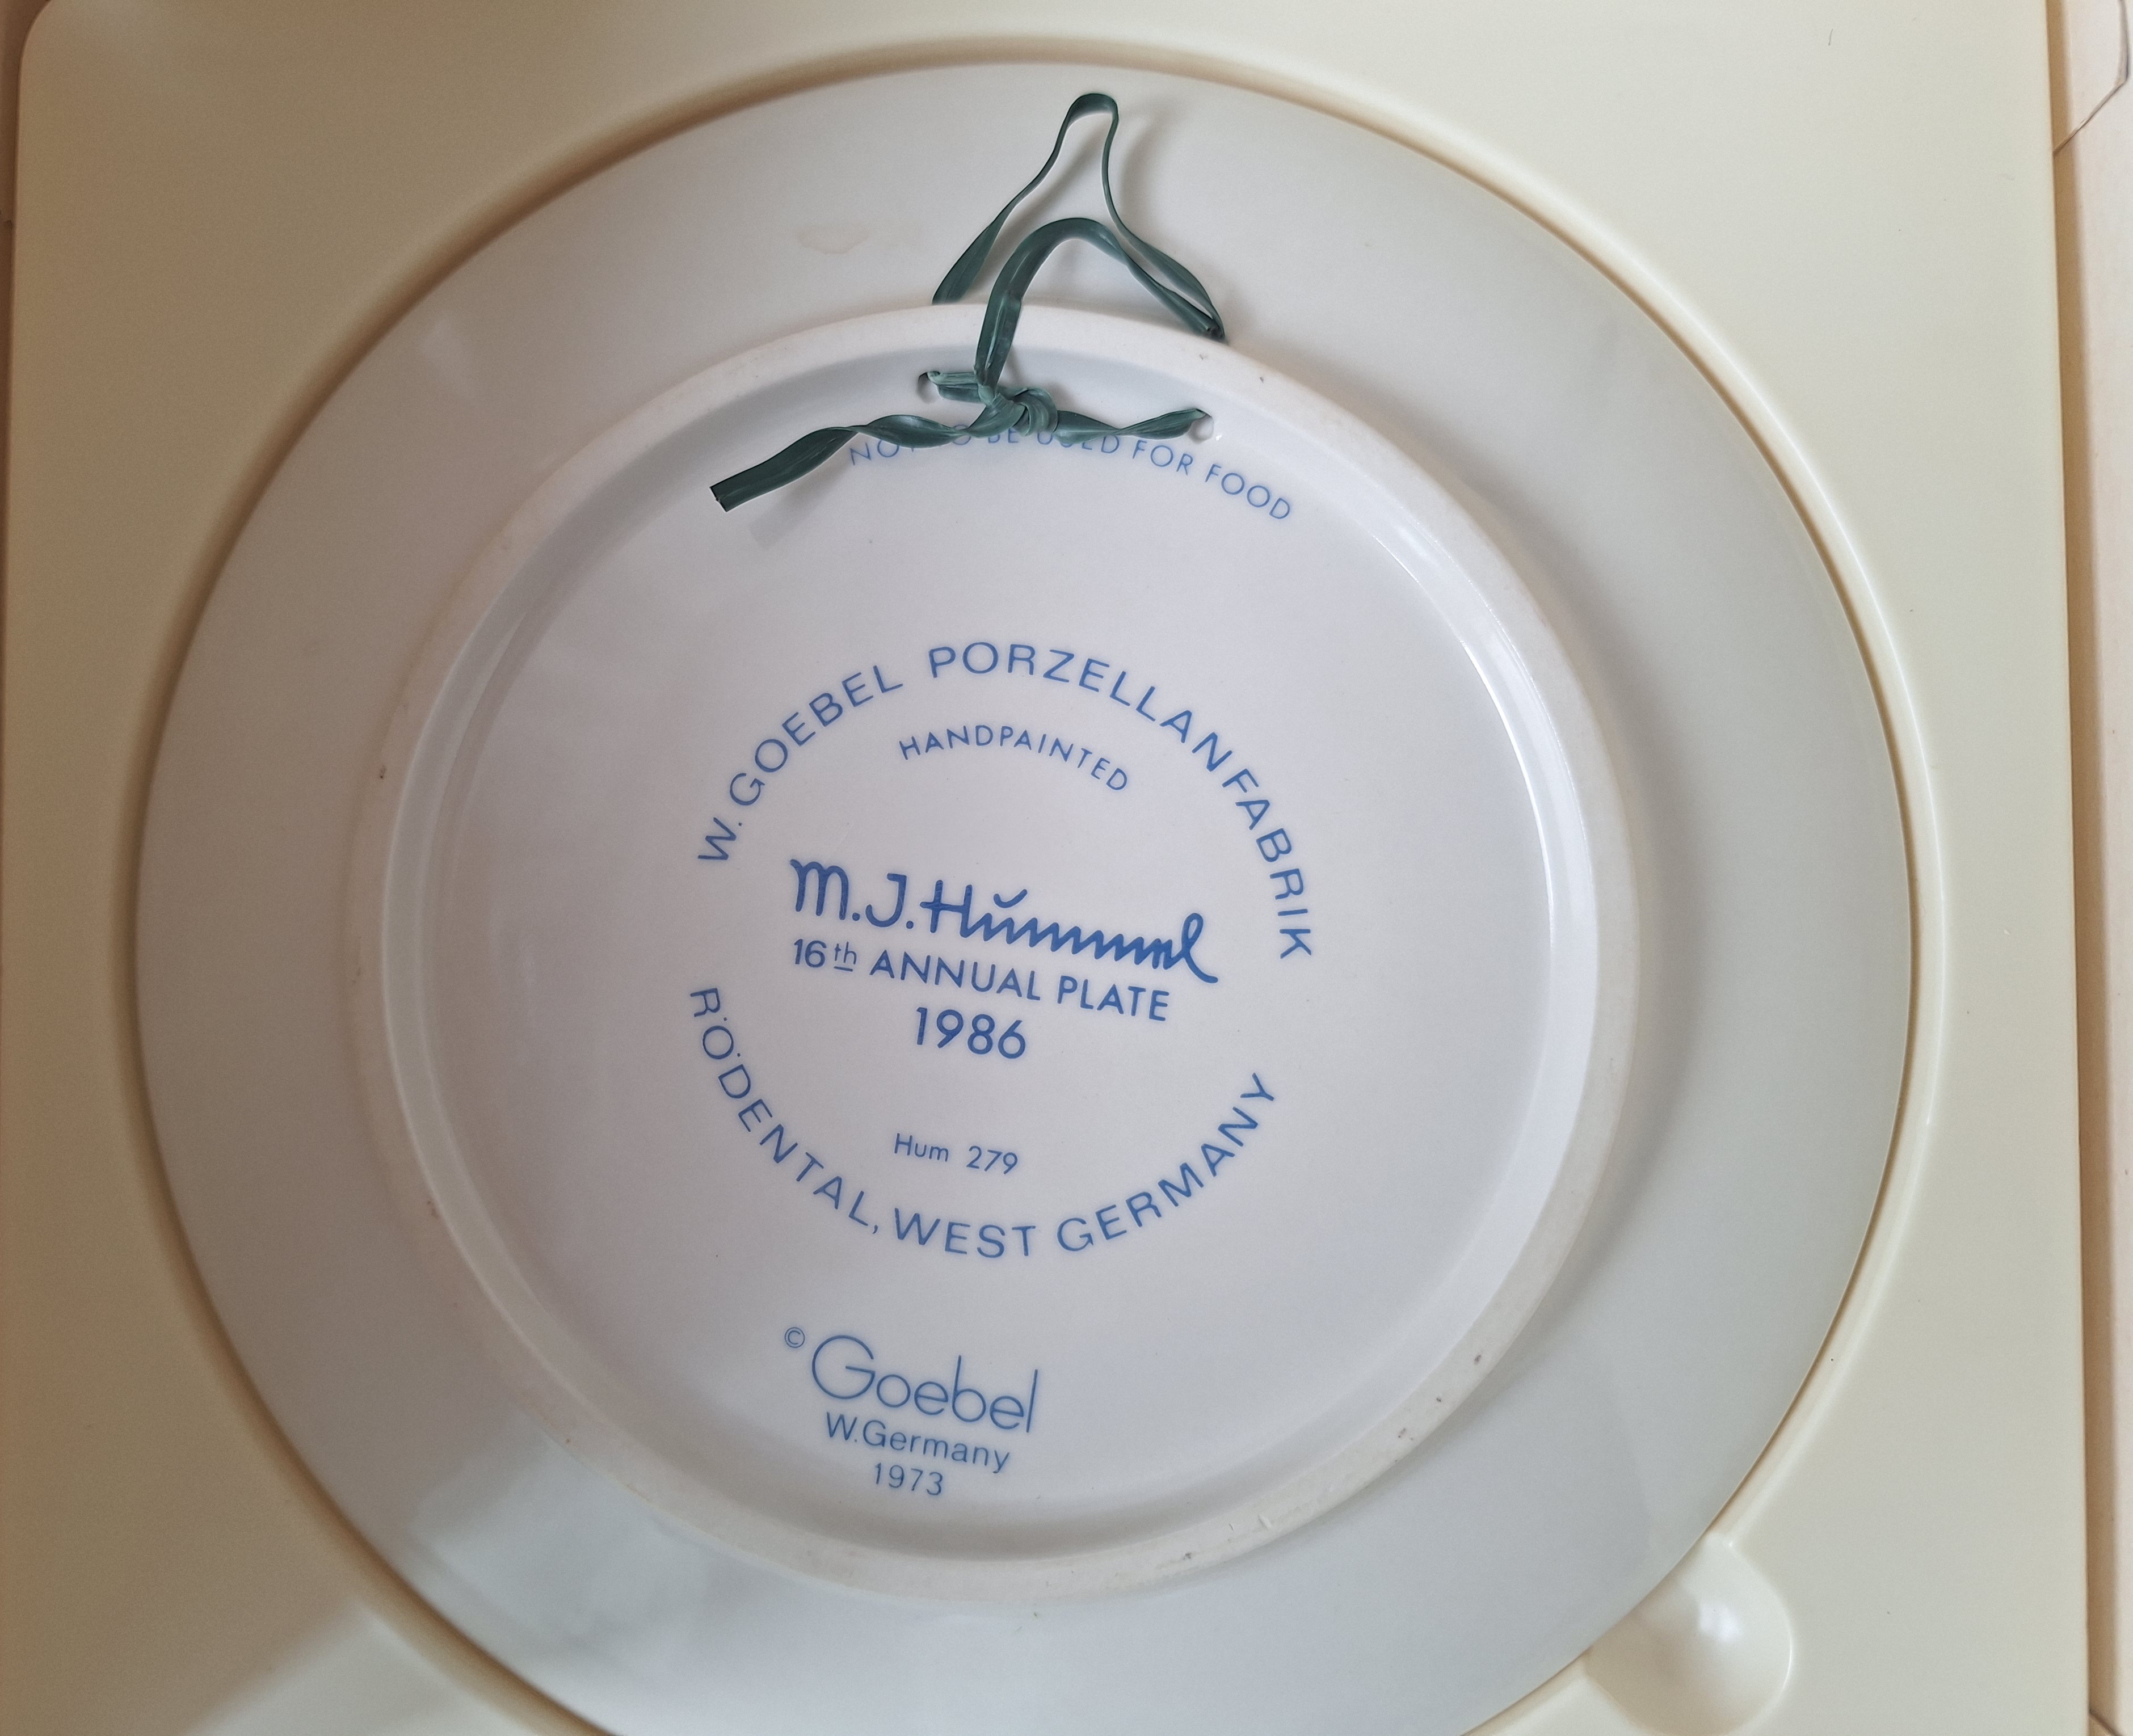 NOT TO BE USED FOR FOOD
W. GOEBEL PORZELLANFABRIK
HANDPAINTED
M.J.Hummel
16th ANNUAL PLATE
1986
Hum 279
RÖDENTAL, WEST GERMANY
© Goebel
W.Germany
1973